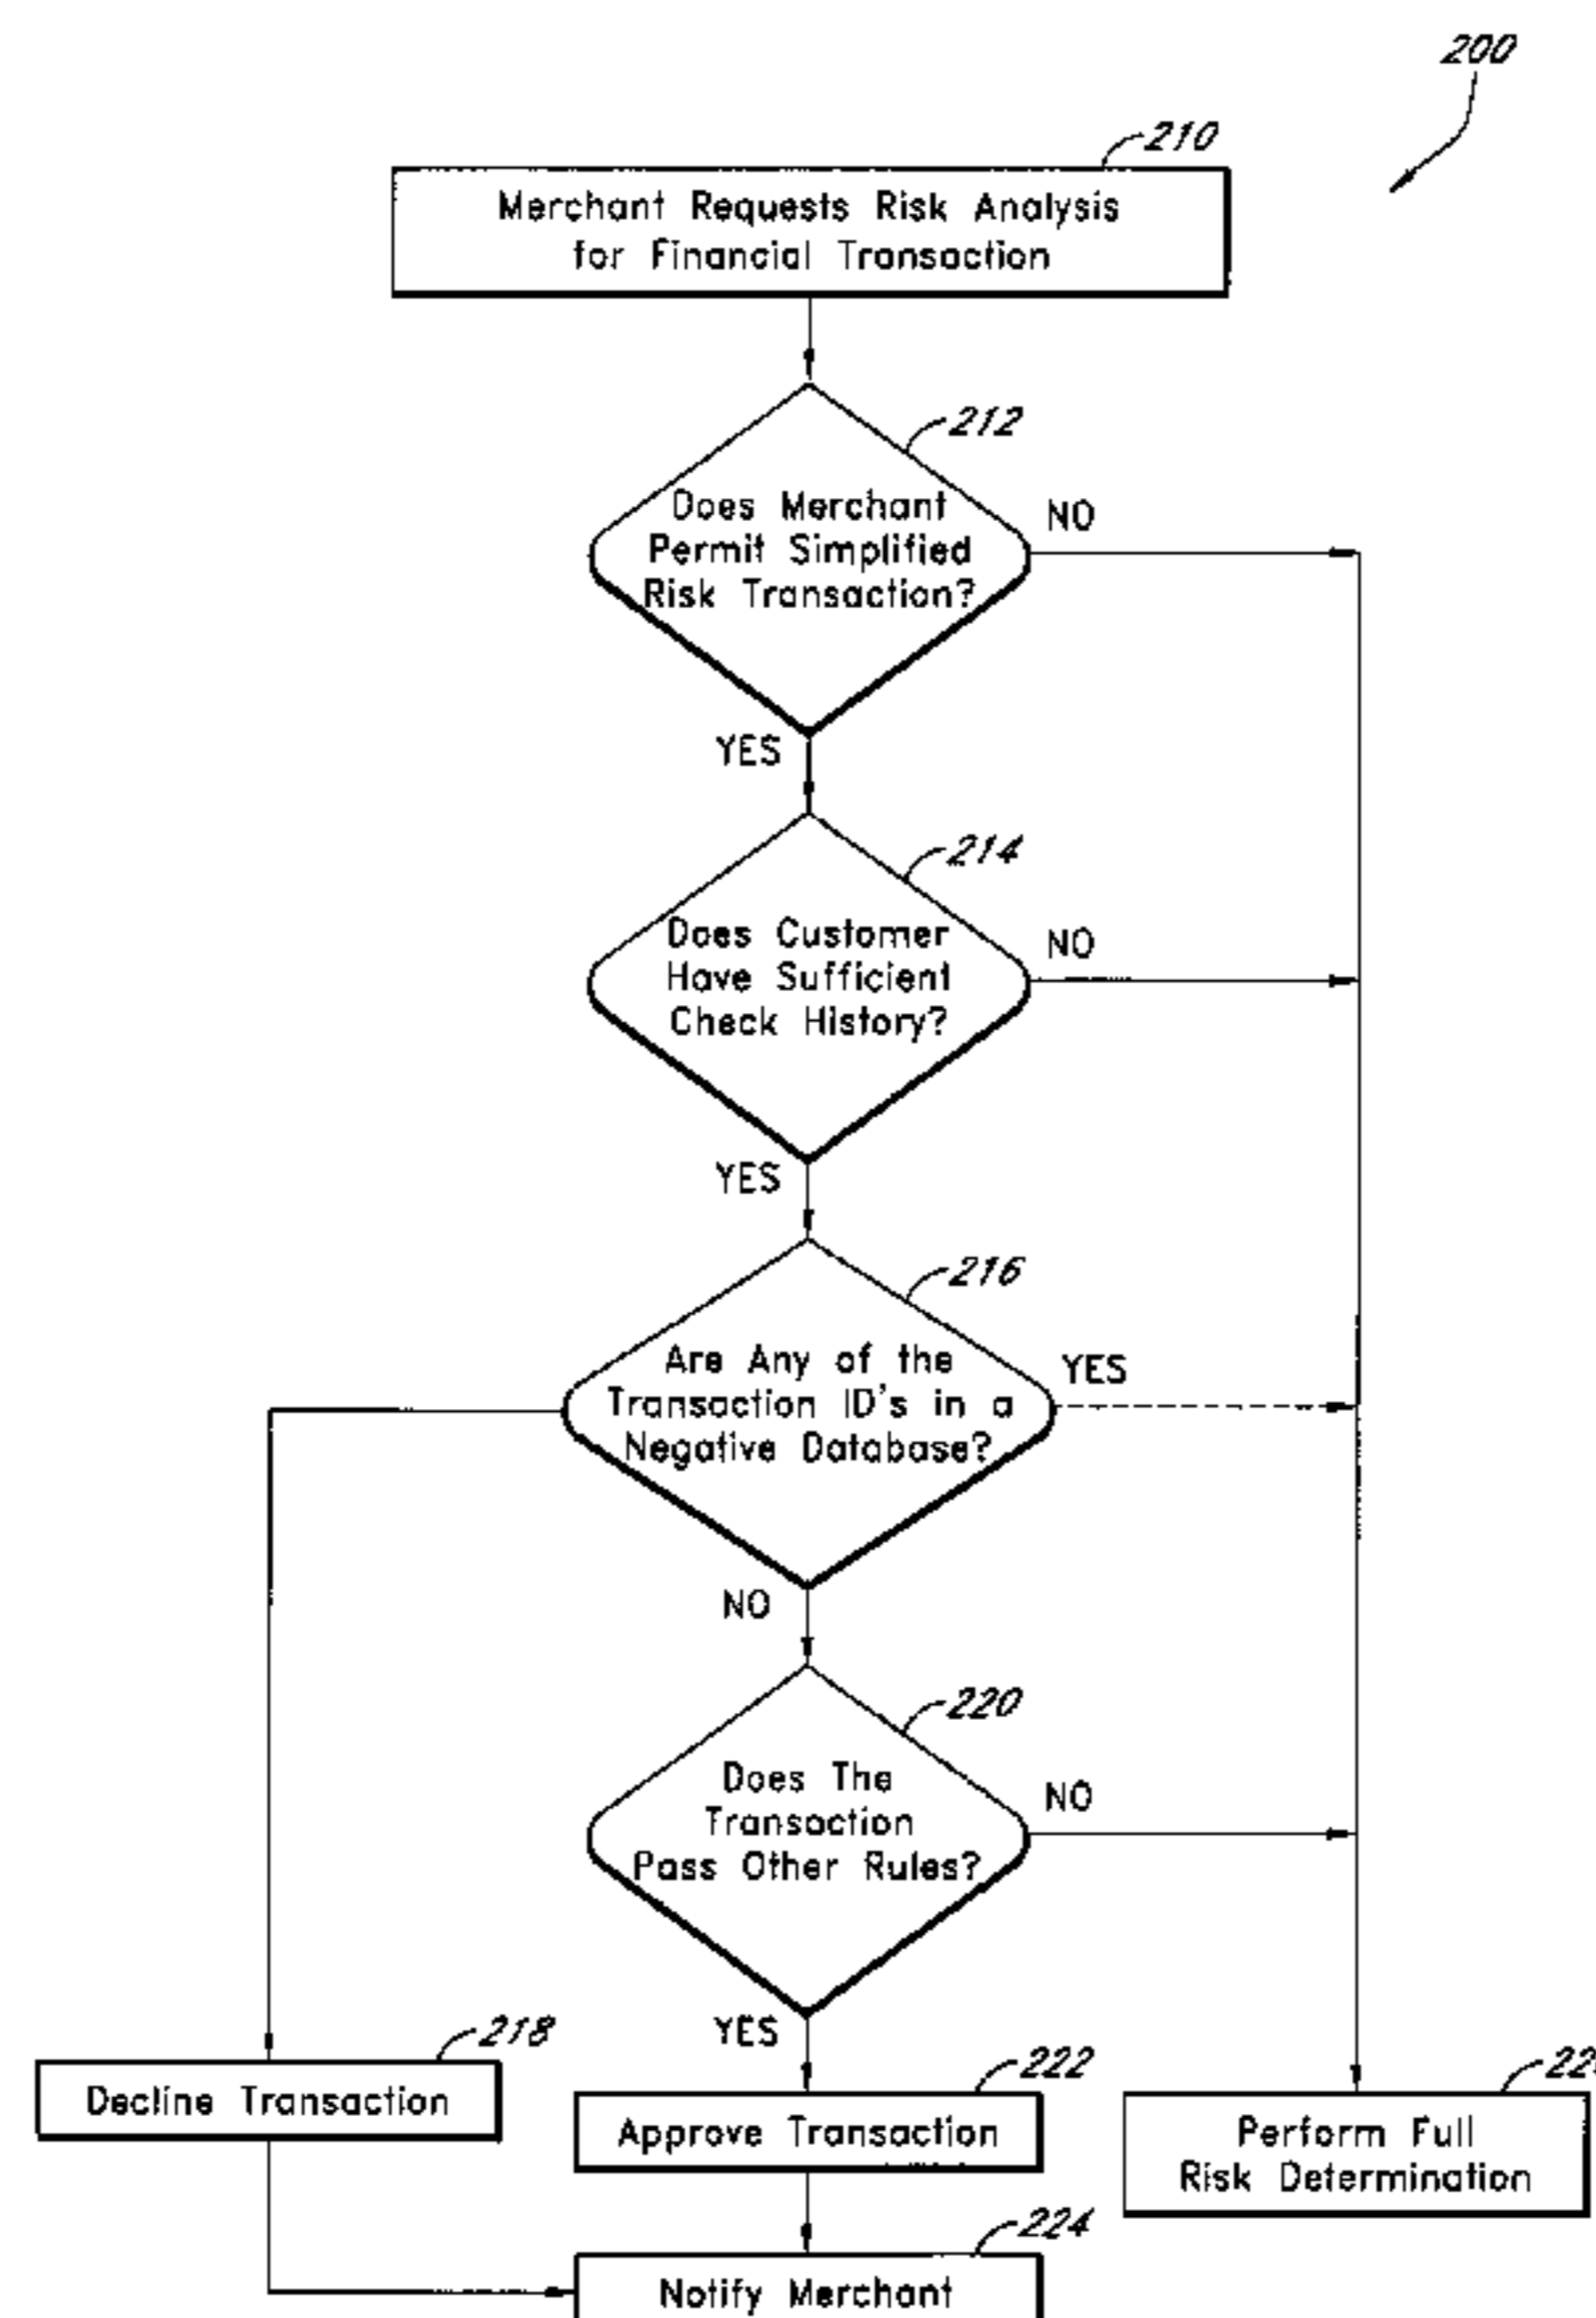 200
210
Merchant Requests Risk Analysis
for Financial Transaction
212
Does Merchant
Permit Simplified
Risk Transaction?
NO
YES
214
Does Customer
Have Sufficient
Check History?
NO
YES
216
Are Any of the
Transaction ID's in a
Negative Database?
YES
NO
220
Does The
Transaction
Pass Other Rules?
NO
YES
218
Decline Transaction
222
Approve Transaction
Perform Full
Risk Determination
224
Notify Merchant